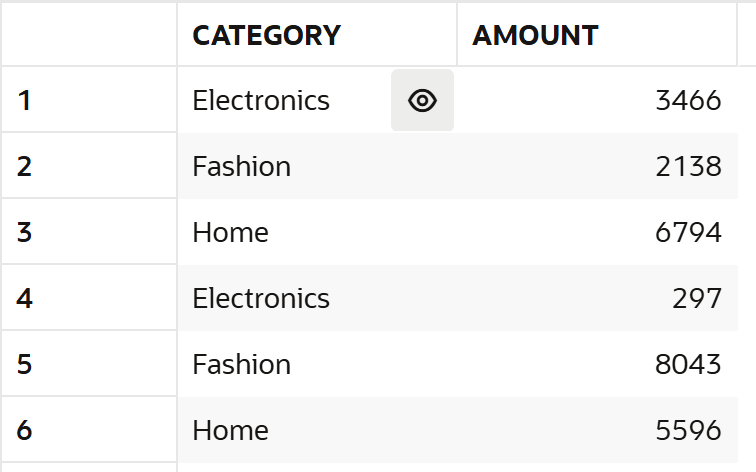 CATEGORY AMOUNT
1 Electronics 3466
2 Fashion 2138
3 Home 6794
4 Electronics 297
5 Fashion 8043
6 Home 5596